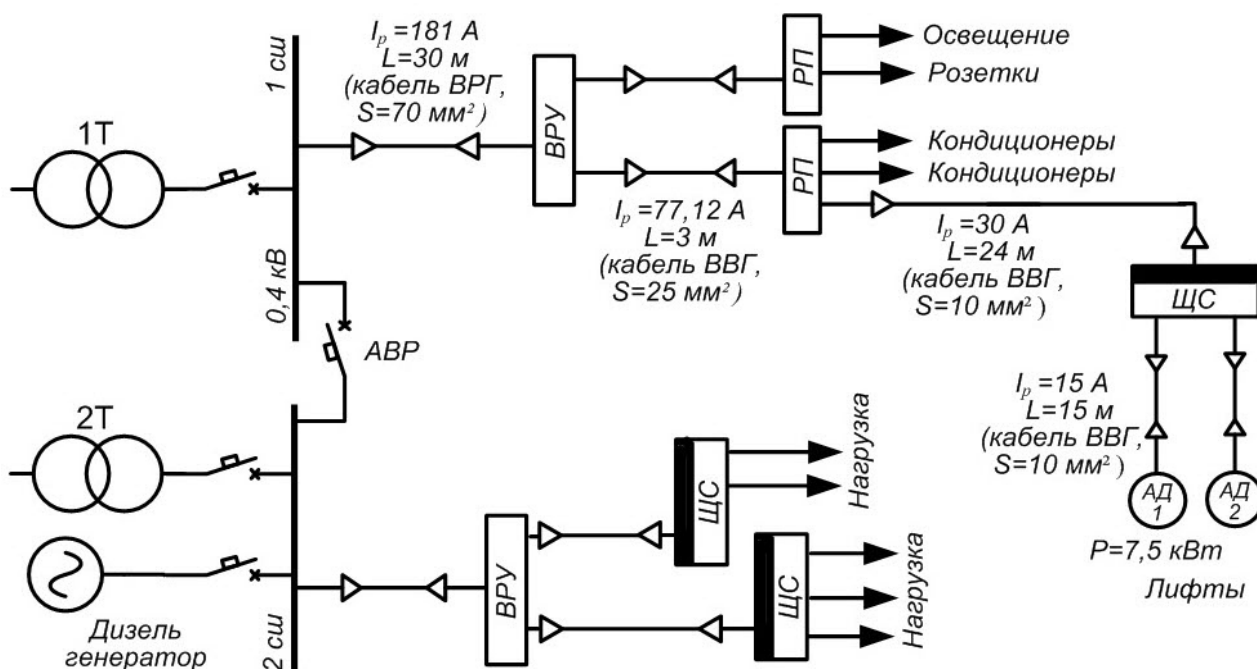 1 сш
0,4 кВ
1Т
I_p =181 А
L=30 м
(кабель ВРГ,
S=70 мм² )
ВРУ
РП
Освещение
Розетки
РП
Кондиционеры
Кондиционеры
I_p =77,12 А
L=3 м
(кабель ВВГ,
S=25 мм² )
I_p =30 А
L=24 м
(кабель ВВГ,
S=10 мм² )
ЩС
I_p =15 А
L=15 м
(кабель ВВГ,
S=10 мм² )
АД
1
АД
2
P=7,5 кВт
Лифты
АВР
2Т
Дизель
генератор
2 сш
ВРУ
ЩС
Нагрузка
ЩС
Нагрузка